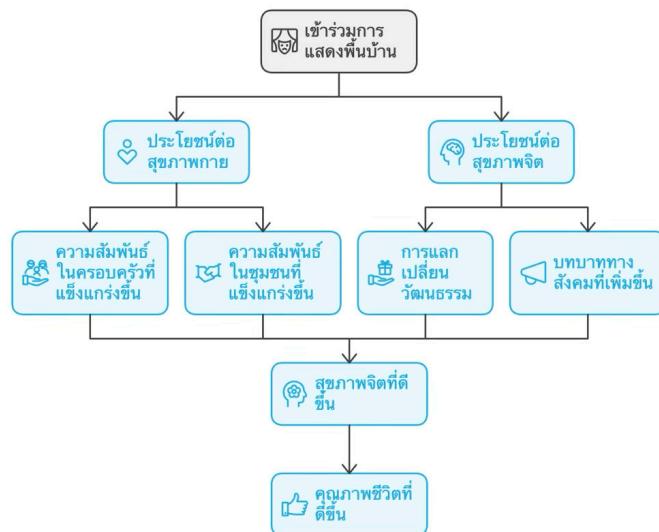 เข้าร่วมการ
แสดงพื้นบ้าน
ประโยชน์ต่อ
สุขภาพกาย
ประโยชน์ต่อ
สุขภาพจิต
ความสัมพันธ์
ในครอบครัวที่
แข็งแกร่งขึ้น
ความสัมพันธ์
ในชุมชนที่
แข็งแกร่งขึ้น
การแลก
เปลี่ยน
วัฒนธรรม
บทบาททาง
สังคมที่เพิ่มขึ้น
สุขภาพจิตที่ดี
ขึ้น
คุณภาพชีวิตที่
ดีขึ้น